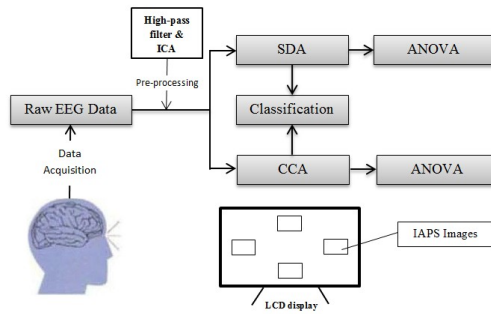 High-pass
filter &
ICA
SDA
ANOVA
Pre-processing
Raw EEG Data
Classification
Data
Acquisition
CCA
ANOVA
IAPS Images
LCD display